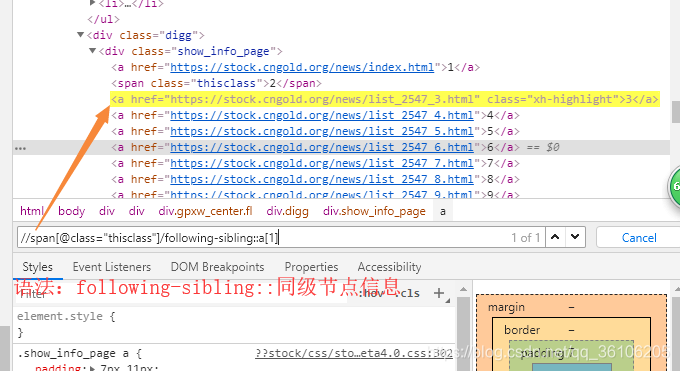 <li>…</li>
</ul>
<div class="digg">
<div class="show_info_page">
<a href="https://stock.cngold.org/news/index.html">1</a>
<span class="thisclass">2</span>
<a href="https://stock.cngold.org/news/list_2547_3.html" class="xh-highlight">3</a>
<a href="https://stock.cngold.org/news/list_2547_4.html">4</a>
<a href="https://stock.cngold.org/news/list_2547_5.html">5</a>
… <a href="https://stock.cngold.org/news/list_2547_6.html">6</a> == $0
<a href="https://stock.cngold.org/news/list_2547_7.html">7</a>
<a href="https://stock.cngold.org/news/list_2547_8.html">8</a>
<a href="https://stock.cngold.org/news/list_2547_9.html">9</a>
html body div div.gpxw_center.fl div.digg div.show_info_page a
//span[@class="thisclass"]/following-sibling::a[1] 1 of 1 Cancel
Styles Event Listeners DOM Breakpoints Properties Accessibility
语法：following-sibling::同级节点信息
Filter :hov .cls +
element.style {
}
.show_info_page a { ??stock/css/sto…eta4.0.css:302
padding: 7px 11px;
margin –
border –
padding 7
https://blog.csdn.net/qq_36106205
6